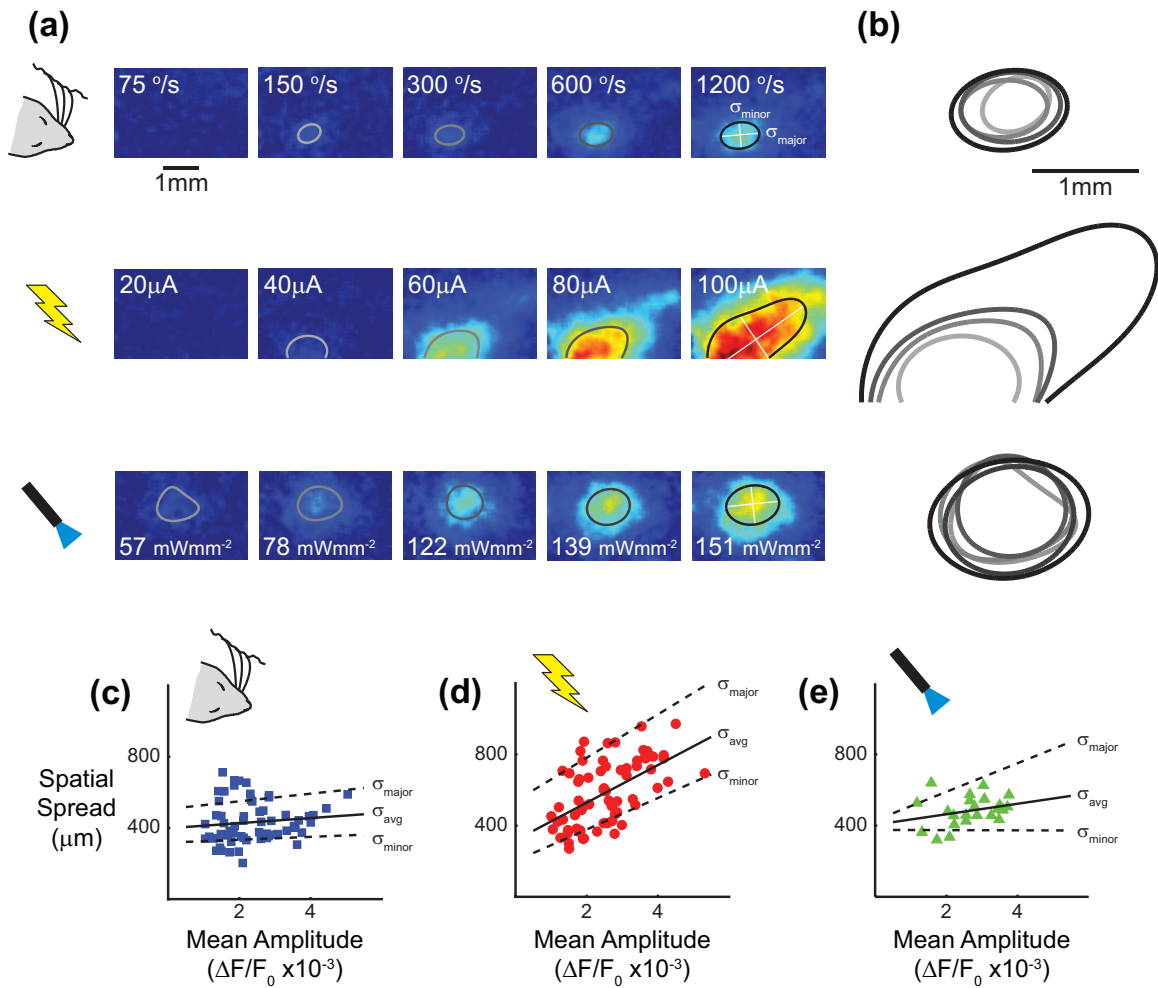 (a)
(b)
75 °/s
150 °/s
300 °/s
600 °/s
1200 °/s
σminor
σmajor
1mm
1mm
20μA
40μA
60μA
80μA
100μA
57 mWmm-2
78 mWmm-2
122 mWmm-2
139 mWmm-2
151 mWmm-2
(c)
(d)
(e)
Spatial
Spread
(μm)
800
400
2
4
σmajor
σavg
σminor
Mean Amplitude
(ΔF/F0 x10-3)
800
400
2
4
σmajor
σavg
σminor
Mean Amplitude
(ΔF/F0 x10-3)
800
400
2
4
σmajor
σavg
σminor
Mean Amplitude
(ΔF/F0 x10-3)